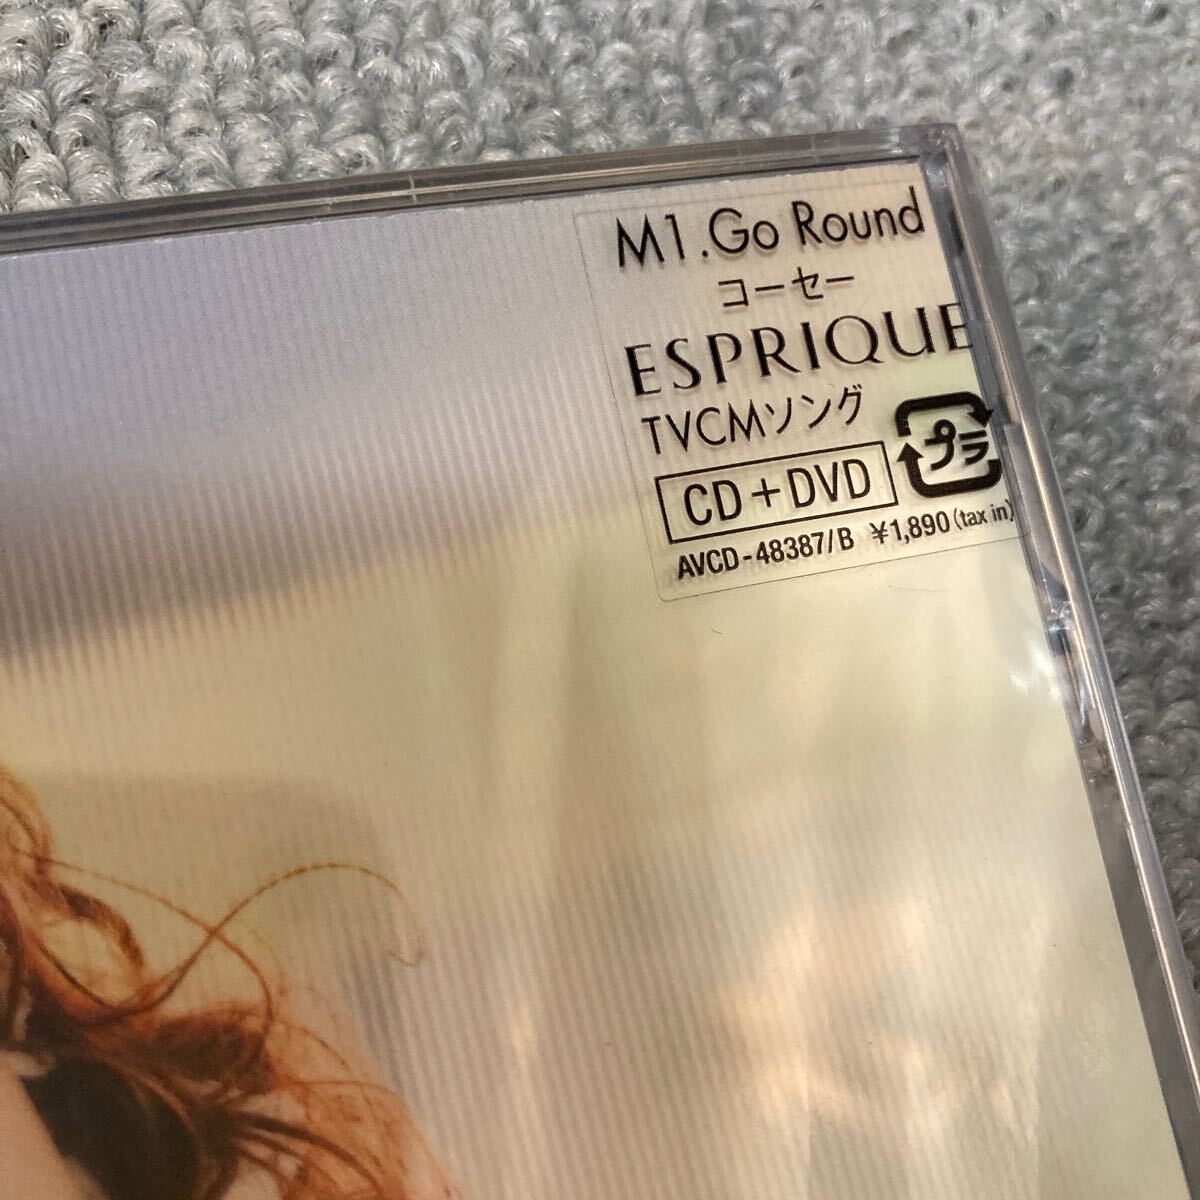 M1.Go Round
コーセー
ESPRIQUE
TVCMソング
CD+DVD
プラ
AVCD-48387/B ¥1,890(tax in)